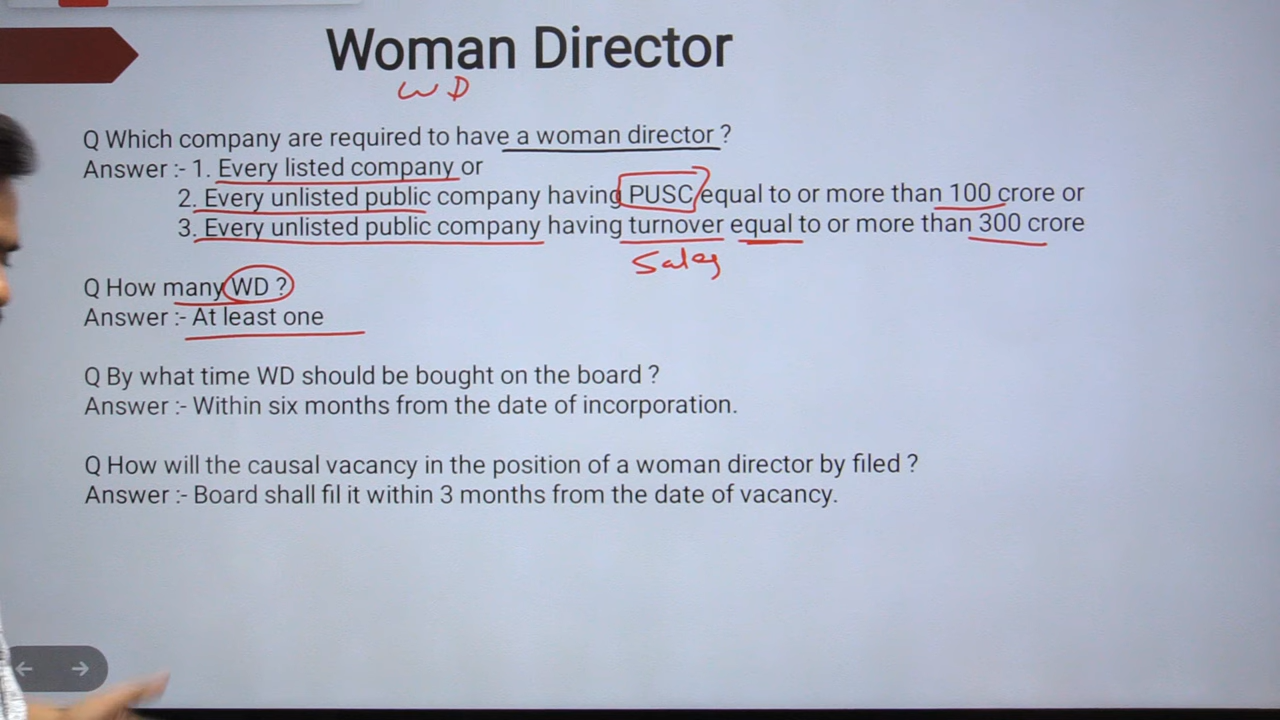 Woman Director
WD
Q Which company are required to have a woman director ?
Answer :- 1. Every listed company or
2. Every unlisted public company having PUSC equal to or more than 100 crore or
3. Every unlisted public company having turnover equal to or more than 300 crore
Sales
Q How many WD ?
Answer :- At least one
Q By what time WD should be bought on the board ?
Answer :- Within six months from the date of incorporation.
Q How will the causal vacancy in the position of a woman director by filed ?
Answer :- Board shall fil it within 3 months from the date of vacancy.